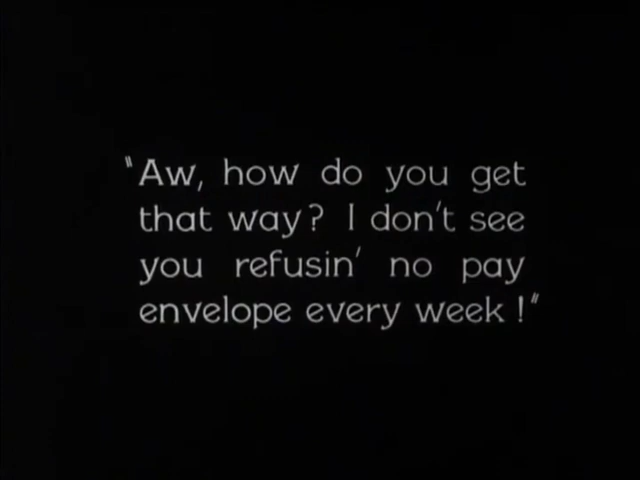 "Aw, how do you get
that way? I don't see
you refusin' no pay
envelope every week!"